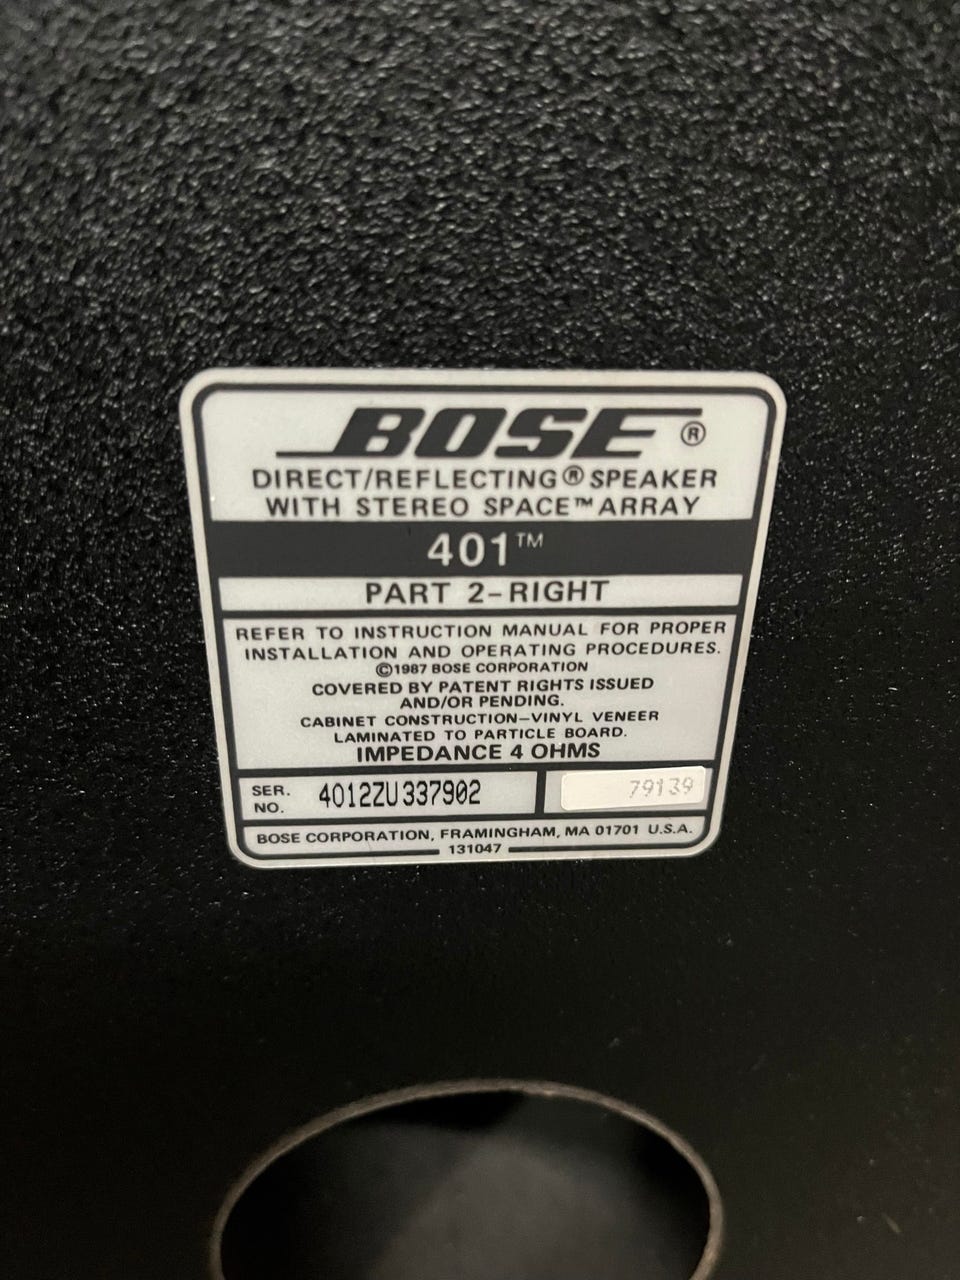 BOSE®
DIRECT/REFLECTING® SPEAKER
WITH STEREO SPACE™ ARRAY
401™
PART 2-RIGHT
REFER TO INSTRUCTION MANUAL FOR PROPER
INSTALLATION AND OPERATING PROCEDURES.
©1987 BOSE CORPORATION
COVERED BY PATENT RIGHTS ISSUED
AND/OR PENDING.
CABINET CONSTRUCTION-VINYL VENEER
LAMINATED TO PARTICLE BOARD.
IMPEDANCE 4 OHMS
SER. NO. 4012ZU337902 79139
BOSE CORPORATION, FRAMINGHAM, MA 01701 U.S.A.
131047